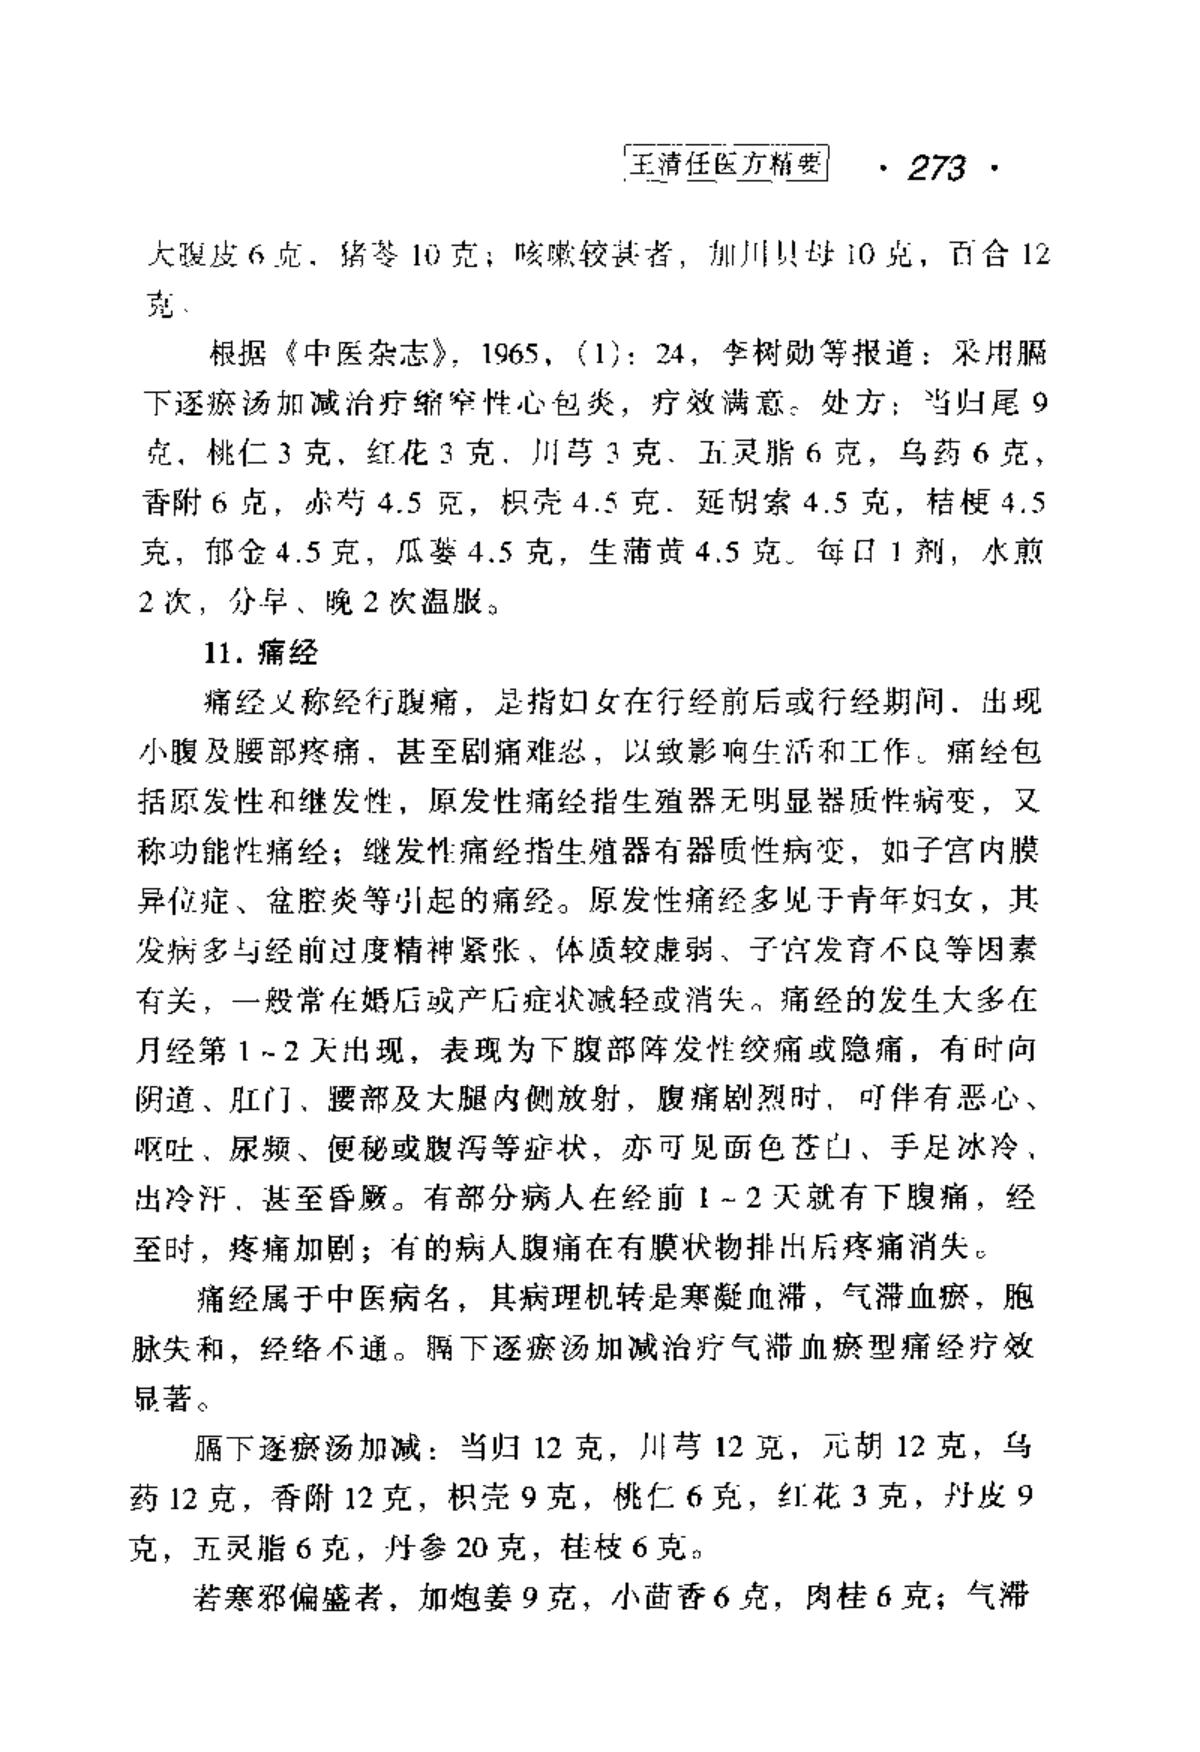 王清任医方精要 · 273 ·
大腹皮 6 克，猪苓 10 克；咳嗽较甚者，加川贝母 10 克，百合 12
克。
根据《中医杂志》，1965，（1）：24，李树勋等报道：采用膈
下逐瘀汤加减治疗缩窄性心包炎，疗效满意。处方：当归尾 9
克，桃仁 3 克，红花 3 克，川芎 3 克，五灵脂 6 克，乌药 6 克，
香附 6 克，赤芍 4.5 克，枳壳 4.5 克，延胡索 4.5 克，桔梗 4.5
克，郁金 4.5 克，瓜蒌 4.5 克，生蒲黄 4.5 克。每日 1 剂，水煎
2 次，分早、晚 2 次温服。
11. 痛经
痛经又称经行腹痛，是指妇女在行经前后或行经期间，出现
小腹及腰部疼痛，甚至剧痛难忍，以致影响生活和工作。痛经包
括原发性和继发性，原发性痛经指生殖器无明显器质性病变，又
称功能性痛经；继发性痛经指生殖器有器质性病变，如子宫内膜
异位症、盆腔炎等引起的痛经。原发性痛经多见于青年妇女，其
发病多与经前过度精神紧张、体质较虚弱、子宫发育不良等因素
有关，一般常在婚后或产后症状减轻或消失。痛经的发生大多在
月经第 1~2 天出现，表现为下腹部阵发性绞痛或隐痛，有时向
阴道、肛门、腰部及大腿内侧放射，腹痛剧烈时，可伴有恶心、
呕吐、尿频、便秘或腹泻等症状，亦可见面色苍白、手足冰冷、
出冷汗，甚至昏厥。有部分病人在经前 1~2 天就有下腹痛，经
至时，疼痛加剧；有的病人腹痛在有膜状物排出后疼痛消失。
痛经属于中医病名，其病理机转是寒凝血滞，气滞血瘀，胞
脉失和，经络不通。膈下逐瘀汤加减治疗气滞血瘀型痛经疗效
显著。
膈下逐瘀汤加减：当归 12 克，川芎 12 克，元胡 12 克，乌
药 12 克，香附 12 克，枳壳 9 克，桃仁 6 克，红花 3 克，丹皮 9
克，五灵脂 6 克，丹参 20 克，桂枝 6 克。
若寒邪偏盛者，加炮姜 9 克，小茴香 6 克，肉桂 6 克；气滞